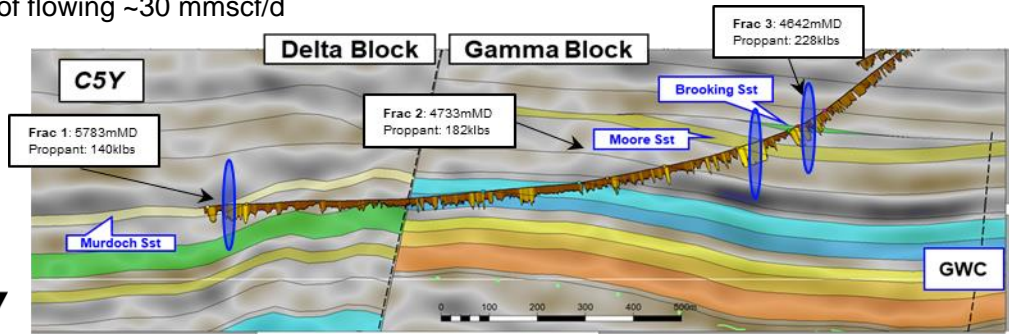 of flowing ~30 mmscf/d
Frac 3: 4642mMD
Proppant: 228klbs
Delta Block
Gamma Block
C5Y
Brooking Sst
Frac 2: 4733mMD
Proppant: 182klbs
Frac 1: 5783mMD
Proppant: 140klbs
Moore Sst
Murdoch Sst
GWC
0 100 200 300 400 500m